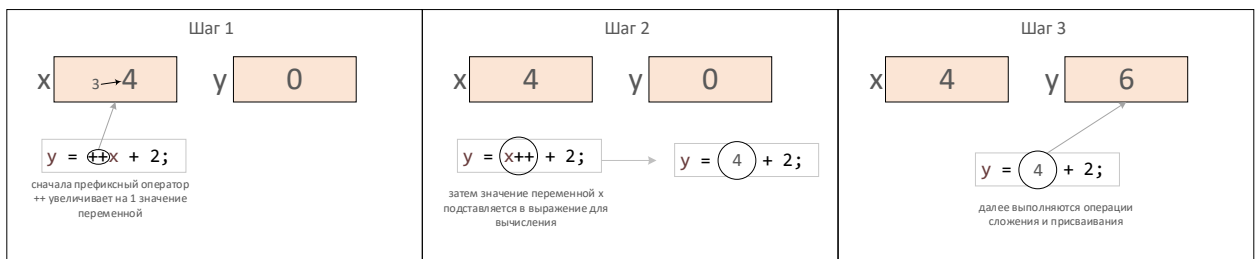 Шаг 1
x 3 4 y 0
y = ++x + 2;
сначала префиксный оператор
++ увеличивает на 1 значение
переменной
Шаг 2
x 4 y 0
y = x++ + 2; y = 4 + 2;
затем значение переменной x
подставляется в выражение для
вычисления
Шаг 3
x 4 y 6
y = 4 + 2;
далее выполняются операции
сложения и присваивания